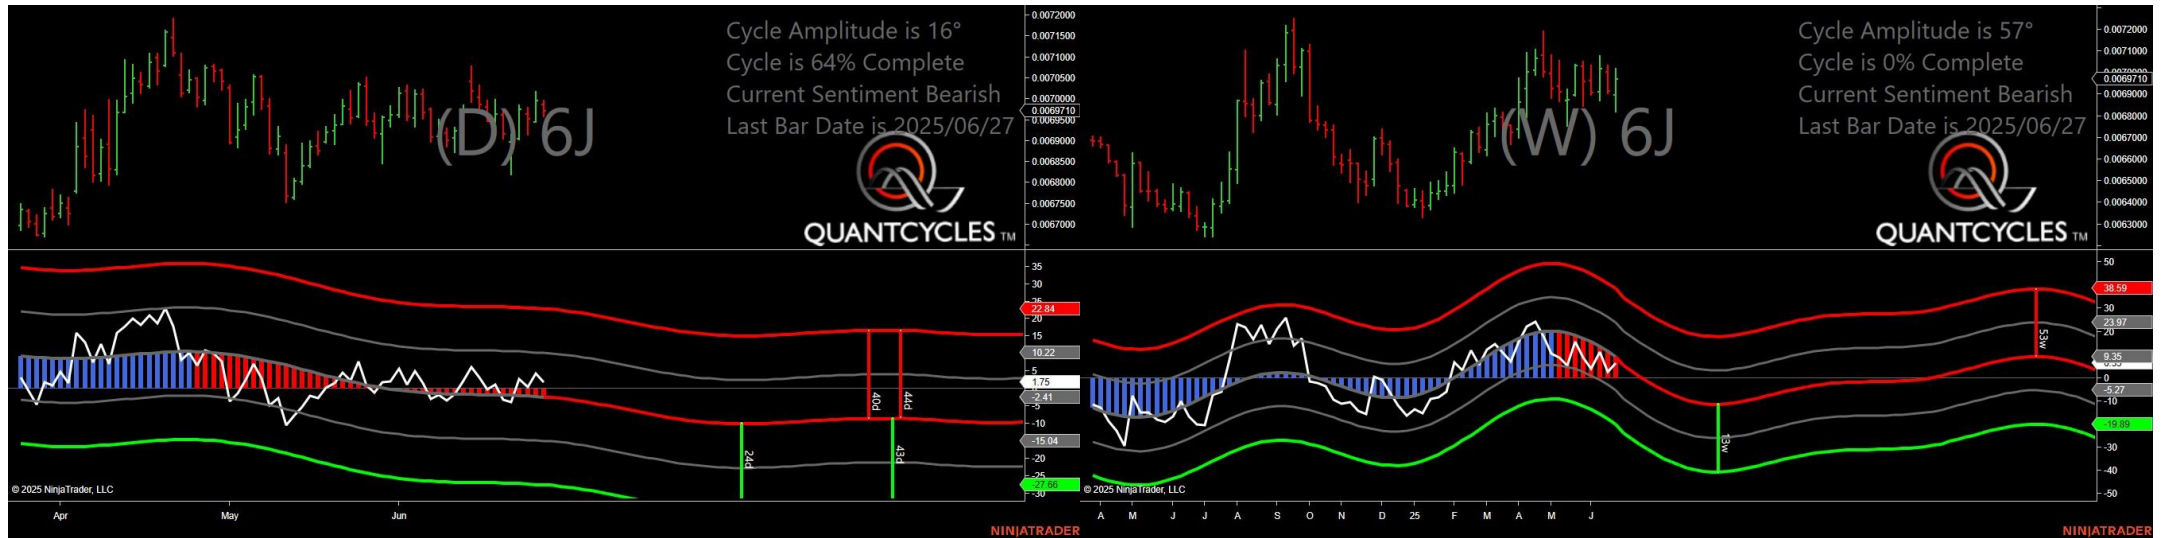 Cycle Amplitude is 16°
Cycle is 64% Complete
Current Sentiment Bearish
Last Bar Date is 2025/06/27
(D) 6J
QUANTCYCLES TM
0.0072000
0.0071500
0.0071000
0.0070500
0.0070000
0.0069710
0.0069500
0.0069000
0.0068500
0.0068000
0.0067500
0.0067000
35
30
25
22.84
20
15
10.22
5
1.75
-2.41
-5
-10
-15.04
-20
-25
-27.66
-30
40d
44d
24d
43d
© 2025 NinjaTrader, LLC
Apr
May
Jun
NINJATRADER
Cycle Amplitude is 57°
Cycle is 0% Complete
Current Sentiment Bearish
Last Bar Date is 2025/06/27
(W) 6J
QUANTCYCLES TM
0.0072000
0.0071000
0.0069710
0.0069000
0.0068000
0.0067000
0.0066000
0.0065000
0.0064000
0.0063000
50
38.59
30
23.97
20
9.35
0
-5.27
-10
-19.89
-30
-40
-50
53w
13w
© 2025 NinjaTrader, LLC
A M J J A S O N D 25 F M A M J
NINJATRADER